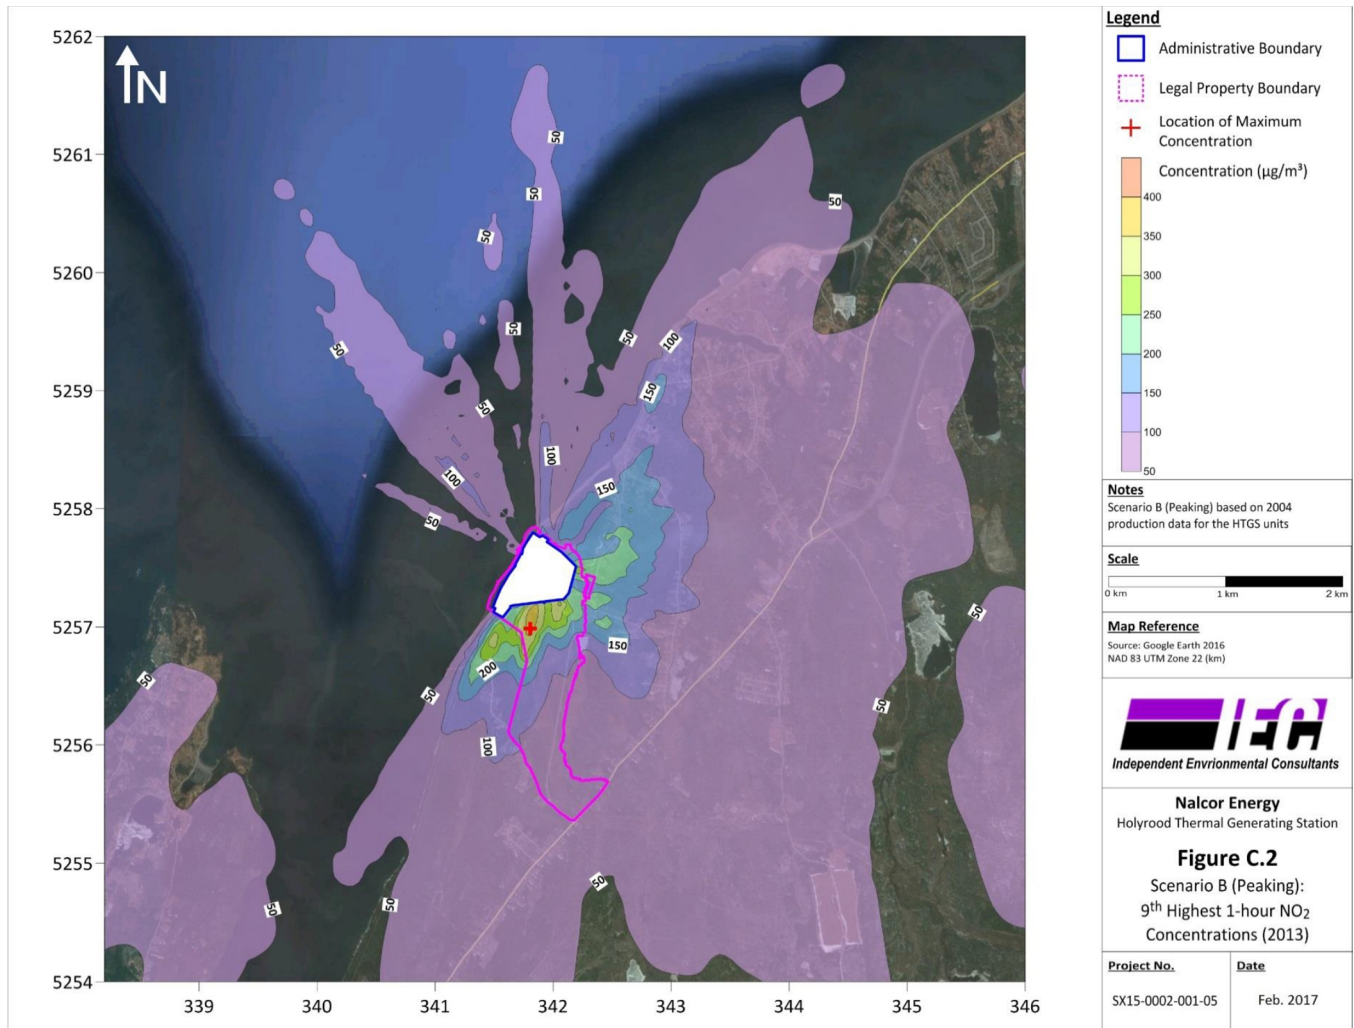 5262
5261
5260
5259
5258
5257
5256
5255
5254
339 340 341 342 343 344 345 346
N
50
50
50
50
50
50
50
50
50
100
150
100
100
50
150
150
200
50
50
100
50
50
50
50
50
Legend
Administrative Boundary
Legal Property Boundary
Location of Maximum
Concentration
Concentration (µg/m³)
400
350
300
250
200
150
100
50
Notes
Scenario B (Peaking) based on 2004
production data for the HTGS units
Scale
0 km 1 km 2 km
Map Reference
Source: Google Earth 2016
NAD 83 UTM Zone 22 (km)
IEC
Independent Envrionmental Consultants
Nalcor Energy
Holyrood Thermal Generating Station
Figure C.2
Scenario B (Peaking):
9th Highest 1-hour NO2
Concentrations (2013)
Project No. Date
SX15-0002-001-05 Feb. 2017